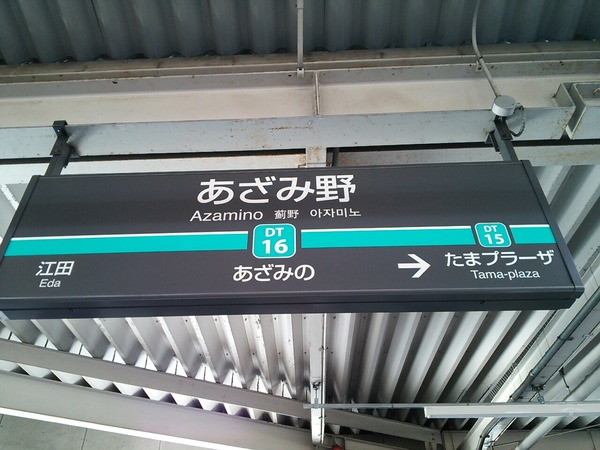 あざみ野
Azamino 薊野 아자미노
DT
16
DT
15
江田
Eda
あざみの
→
たまプラーザ
Tama-plaza